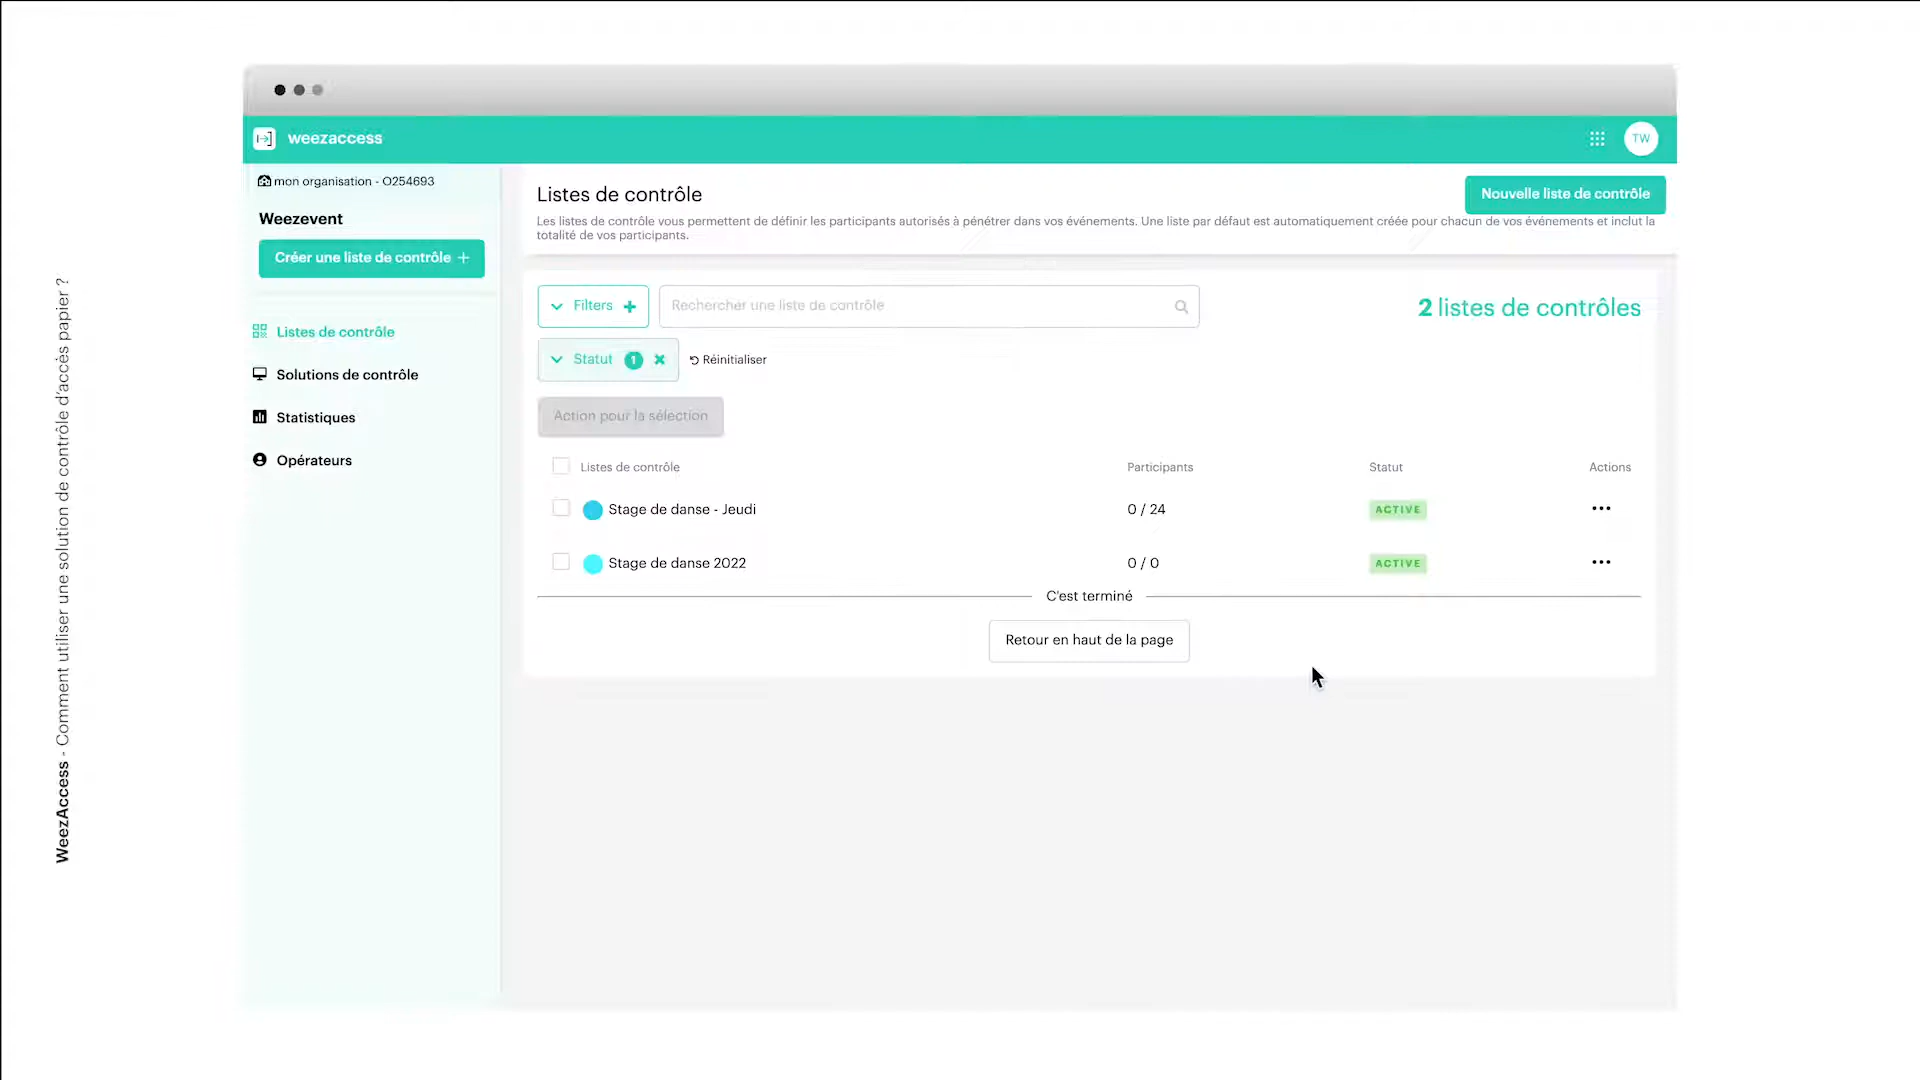 WeezAccess - Comment utiliser une solution de contrôle d'accès papier ?
weezaccess
TW
mon organisation - O254693
Weezevent
Créer une liste de contrôle +
Listes de contrôle
Solutions de contrôle
Statistiques
Opérateurs
Listes de contrôle
Nouvelle liste de contrôle
Les listes de contrôle vous permettent de définir les participants autorisés à pénétrer dans vos événements. Une liste par défaut est automatiquement créée pour chacun de vos événements et inclut la
totalité de vos participants.
Filters +
Rechercher une liste de contrôle
2 listes de contrôles
Statut 1
Réinitialiser
Action pour la sélection
Listes de contrôle Participants Statut Actions
Stage de danse - Jeudi 0 / 24 ACTIVE
Stage de danse 2022 0 / 0 ACTIVE
C'est terminé
Retour en haut de la page